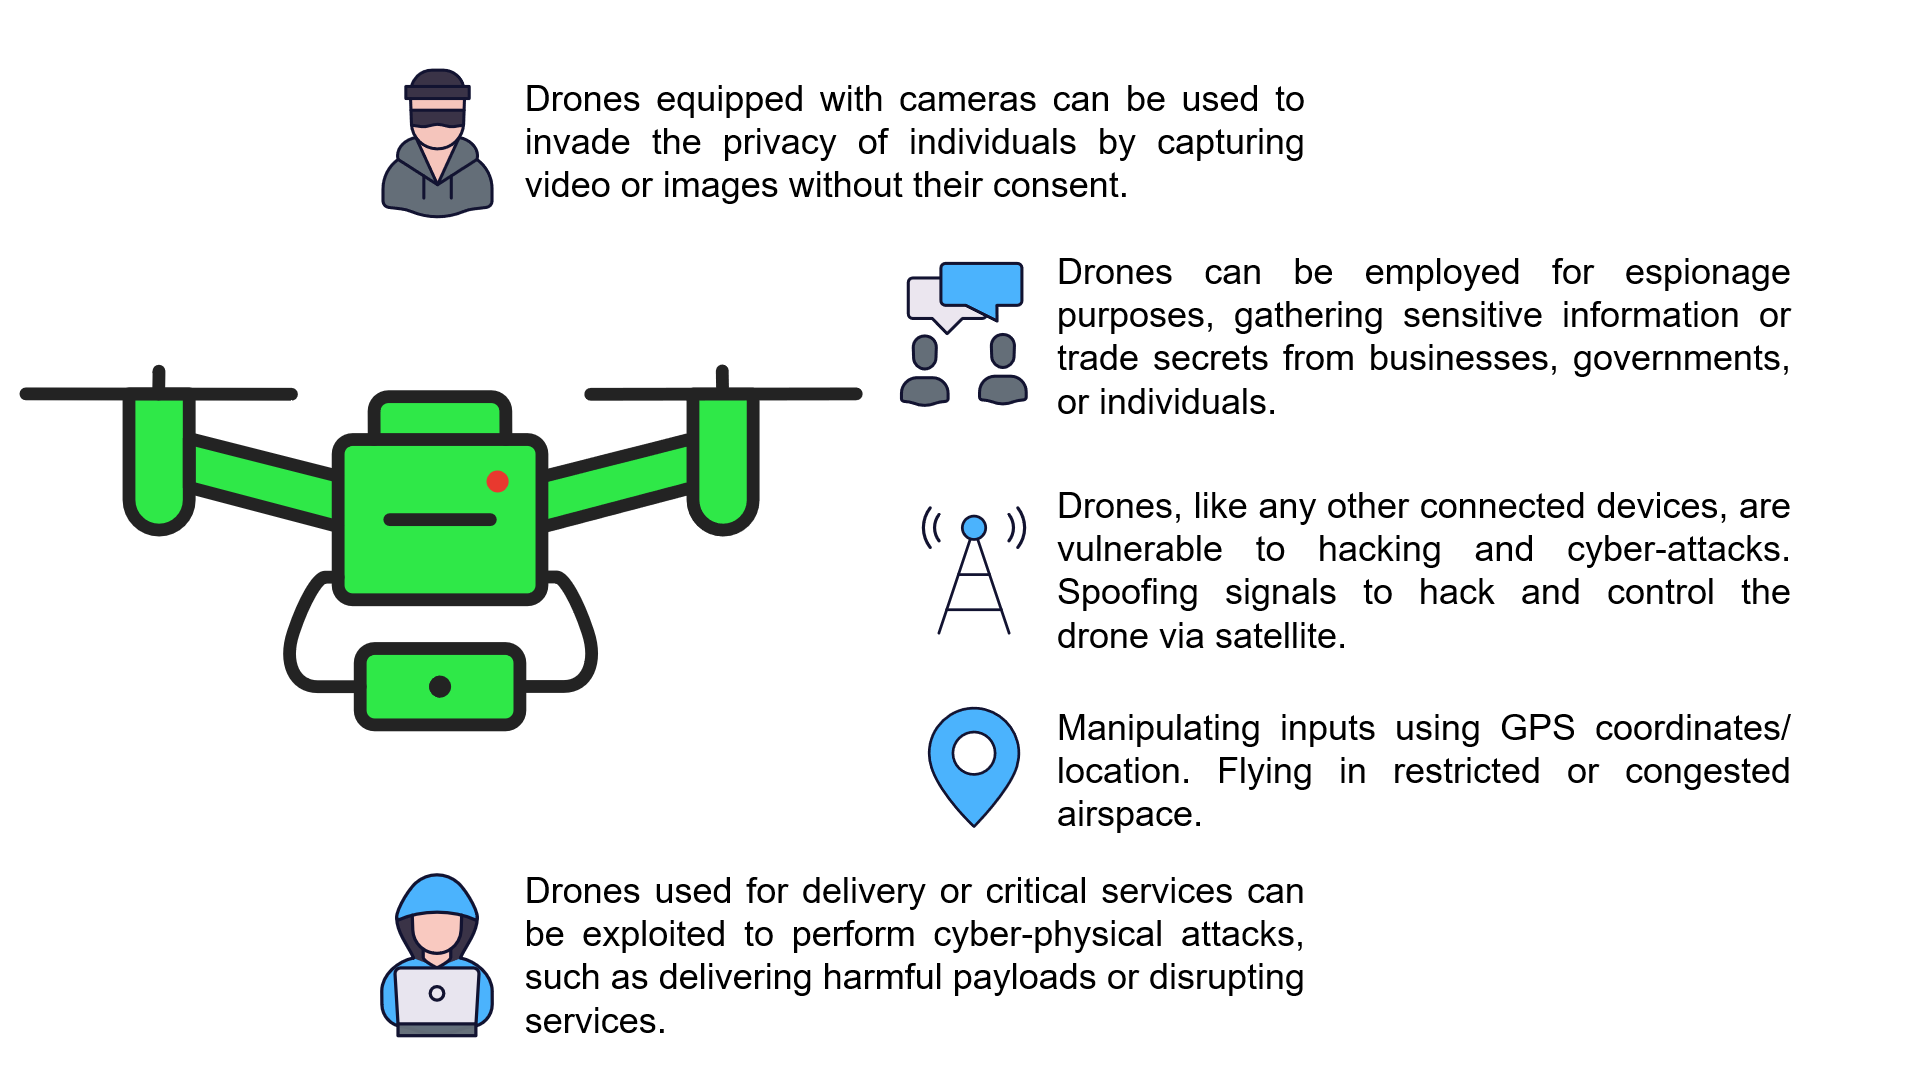 Drones equipped with cameras can be used to
invade the privacy of individuals by capturing
video or images without their consent.
Drones can be employed for espionage
purposes, gathering sensitive information or
trade secrets from businesses, governments,
or individuals.
Drones, like any other connected devices, are
vulnerable to hacking and cyber-attacks.
Spoofing signals to hack and control the
drone via satellite.
Manipulating inputs using GPS coordinates/
location. Flying in restricted or congested
airspace.
Drones used for delivery or critical services can
be exploited to perform cyber-physical attacks,
such as delivering harmful payloads or disrupting
services.